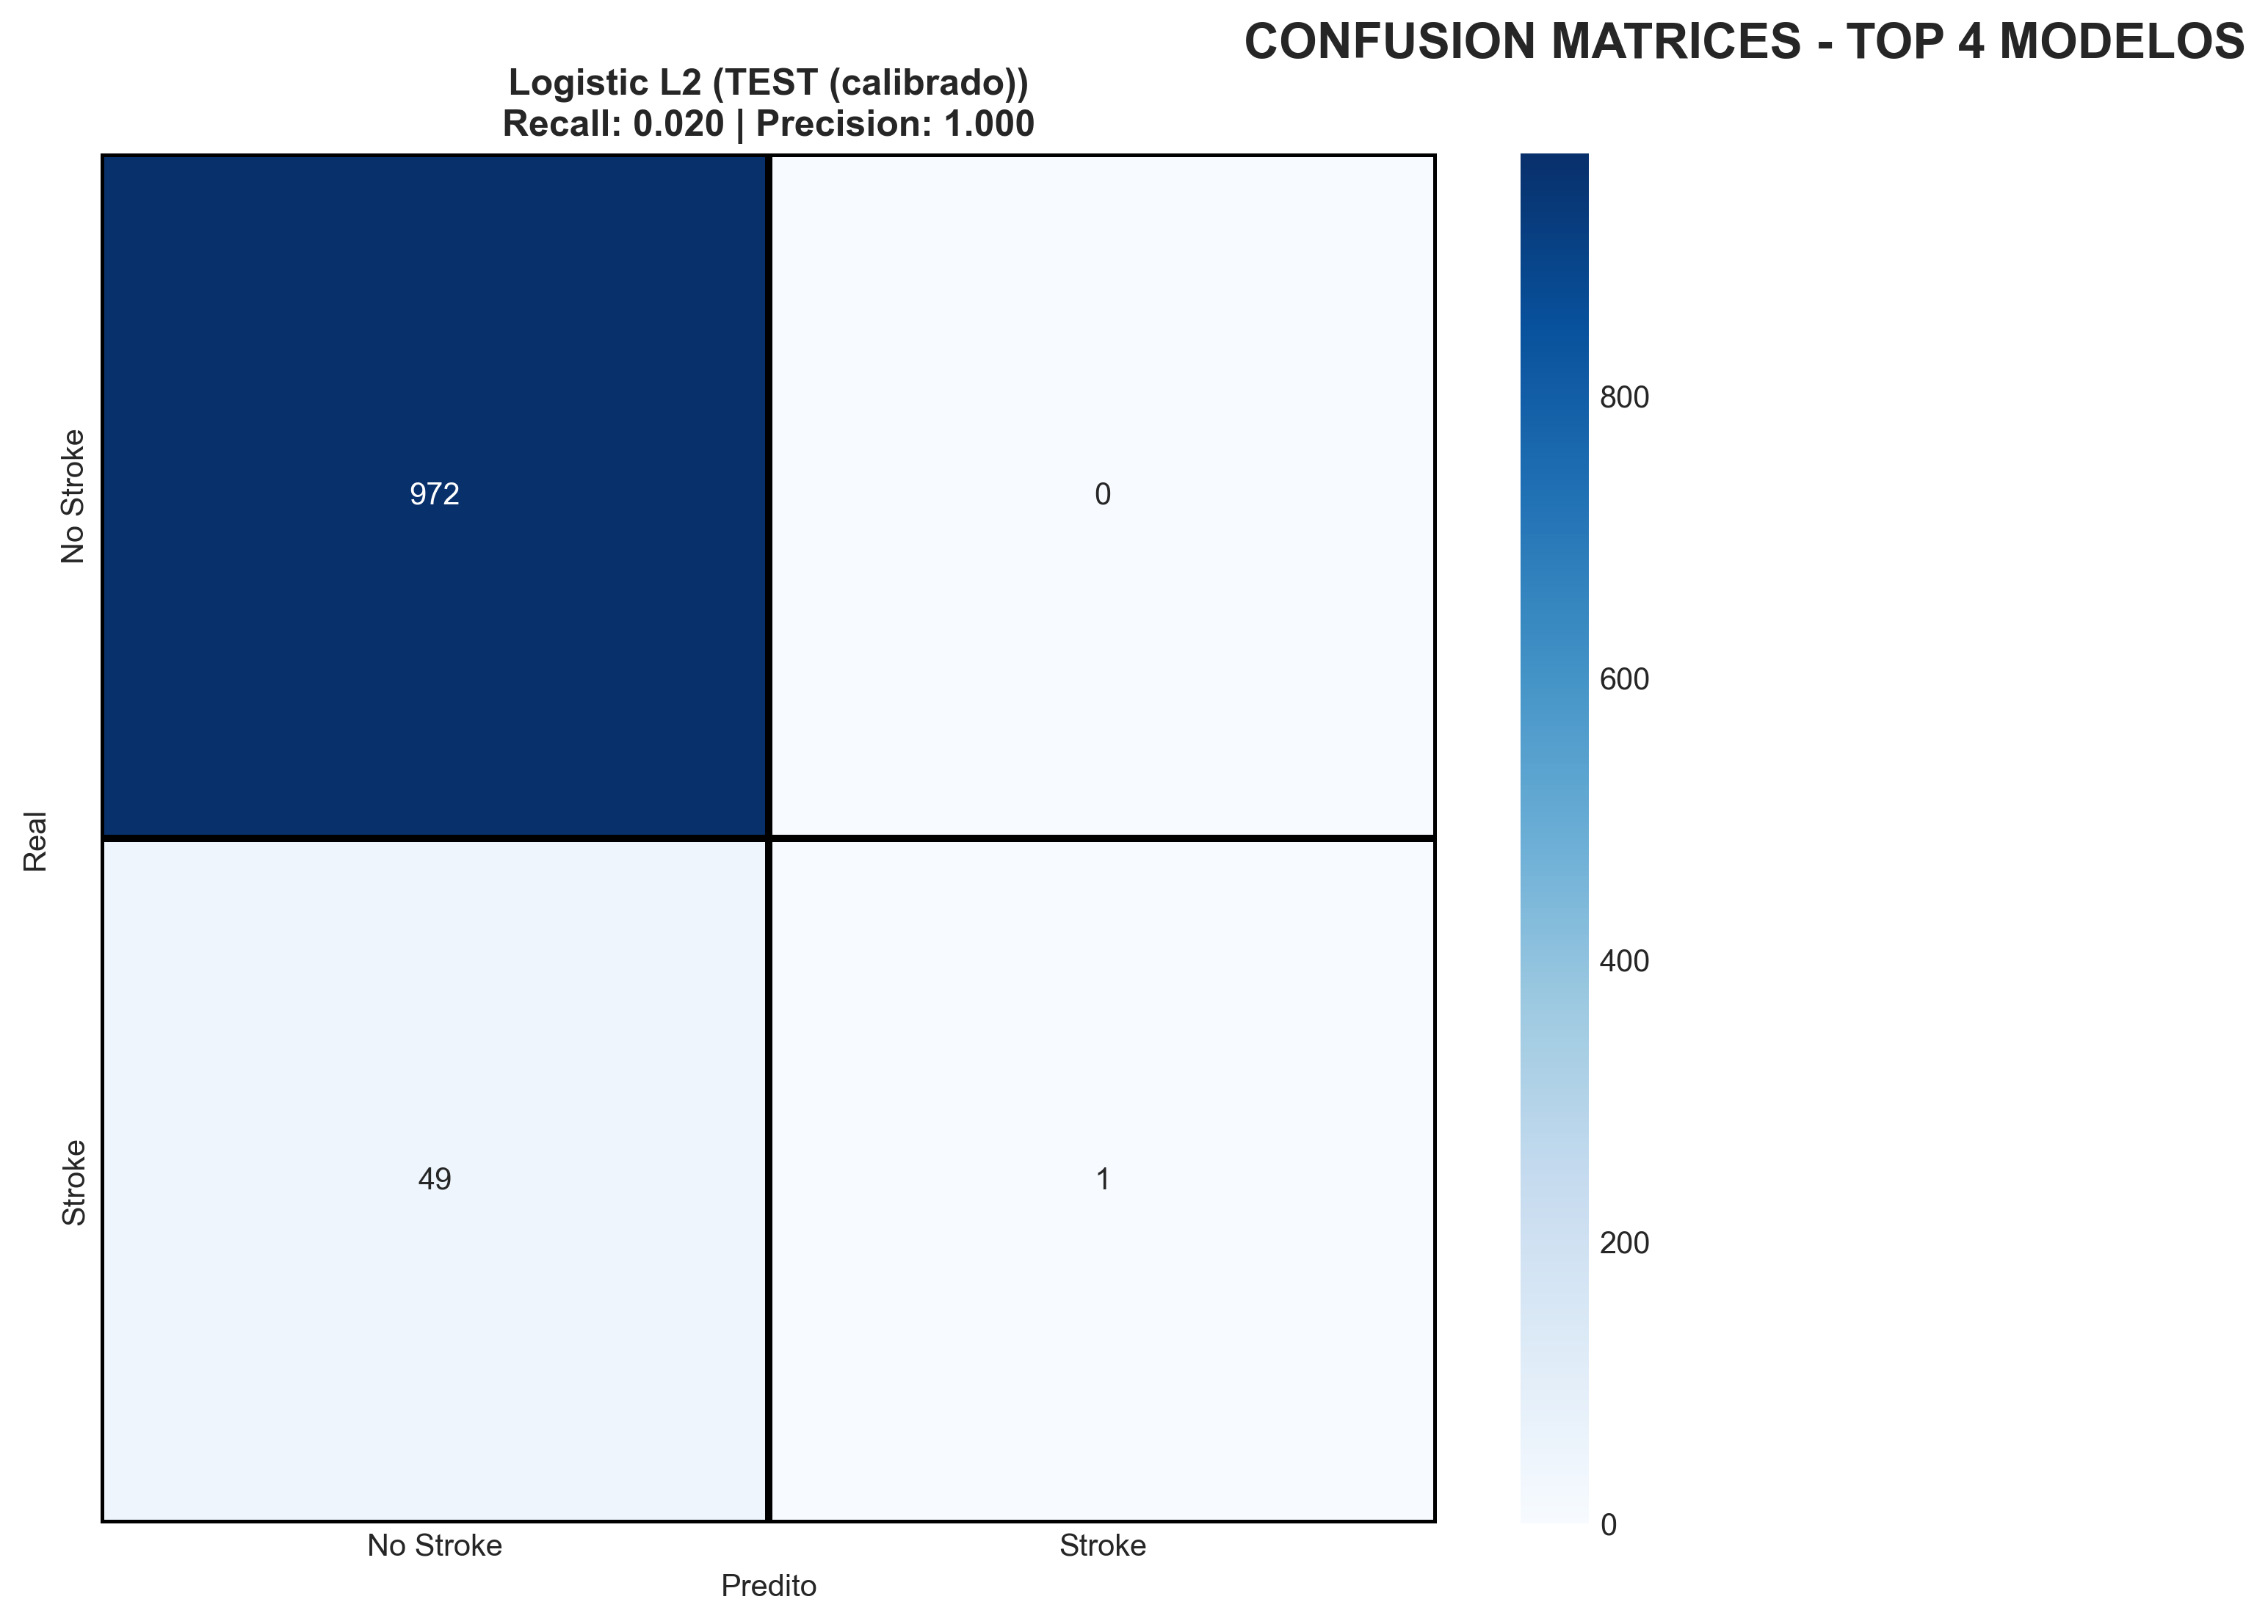 CONFUSION MATRICES - TOP 4 MODELOS
Logistic L2 (TEST (calibrado))
Recall: 0.020 | Precision: 1.000
No Stroke
972
0
Real
Stroke
49
1
No Stroke
Stroke
Predito
800
600
400
200
0